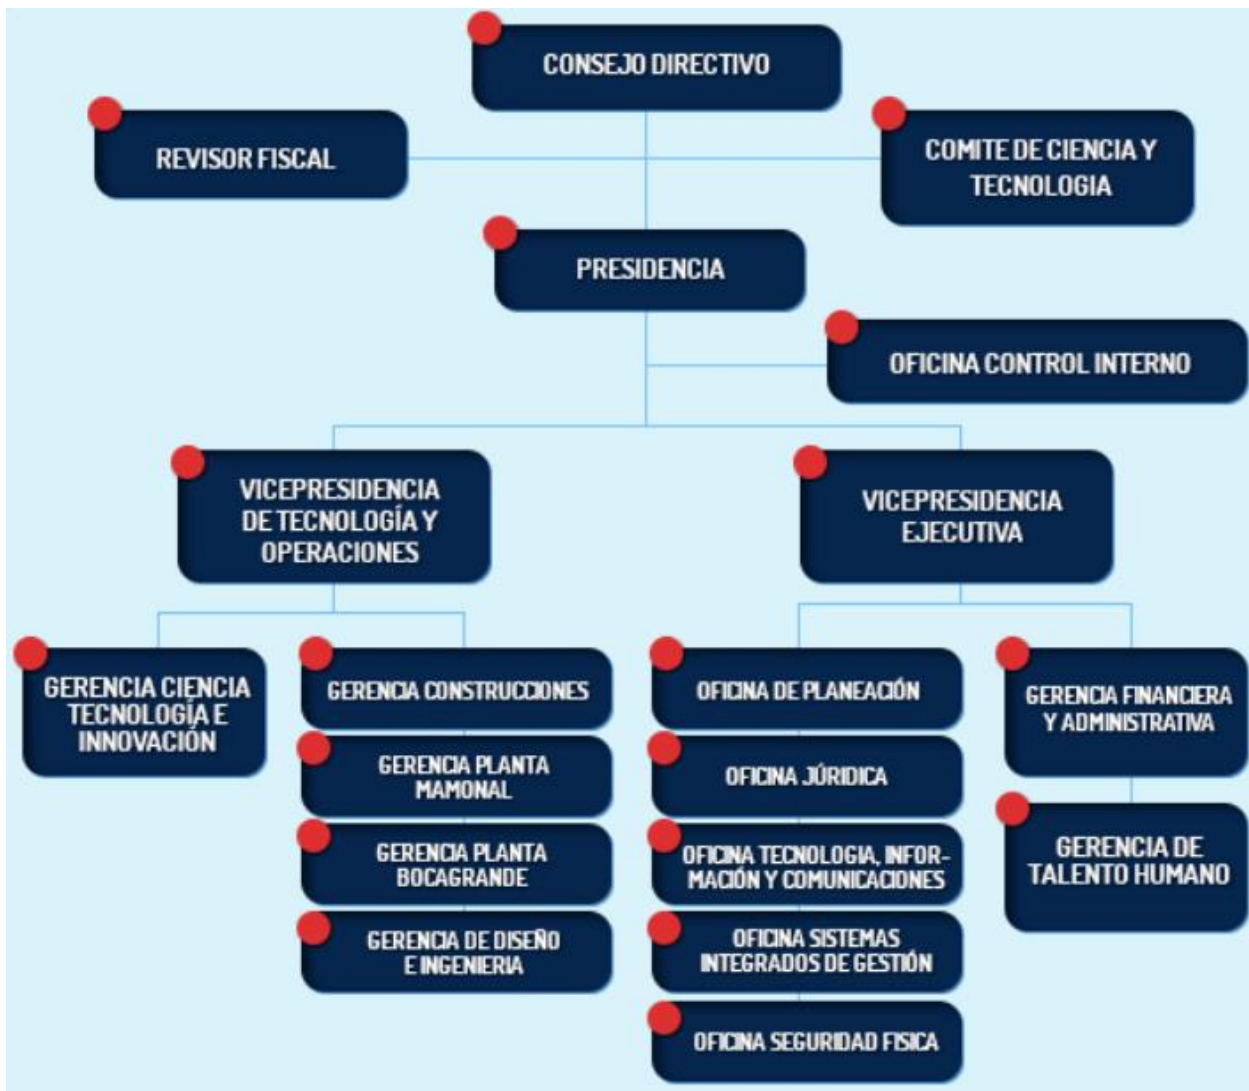 CONSEJO DIRECTIVO
REVISOR FISCAL
COMITE DE CIENCIA Y
TECNOLOGIA
PRESIDENCIA
OFICINA CONTROL INTERNO
VICEPRESIDENCIA
DE TECNOLOGÍA Y
OPERACIONES
VICEPRESIDENCIA
EJECUTIVA
GERENCIA CIENCIA
TECNOLOGÍA E
INNOVACIÓN
GERENCIA CONSTRUCCIONES
GERENCIA PLANTA
MAMONAL
GERENCIA PLANTA
BOCAGRANDE
GERENCIA DE DISEÑO
E INGENIERIA
OFICINA DE PLANEACIÓN
OFICINA JÚRIDICA
OFICINA TECNOLOGIA, INFOR-
MACIÓN Y COMUNICACIONES
OFICINA SISTEMAS
INTEGRADOS DE GESTIÓN
OFICINA SEGURIDAD FISICA
GERENCIA FINANCIERA
Y ADMINISTRATIVA
GERENCIA DE
TALENTO HUMANO